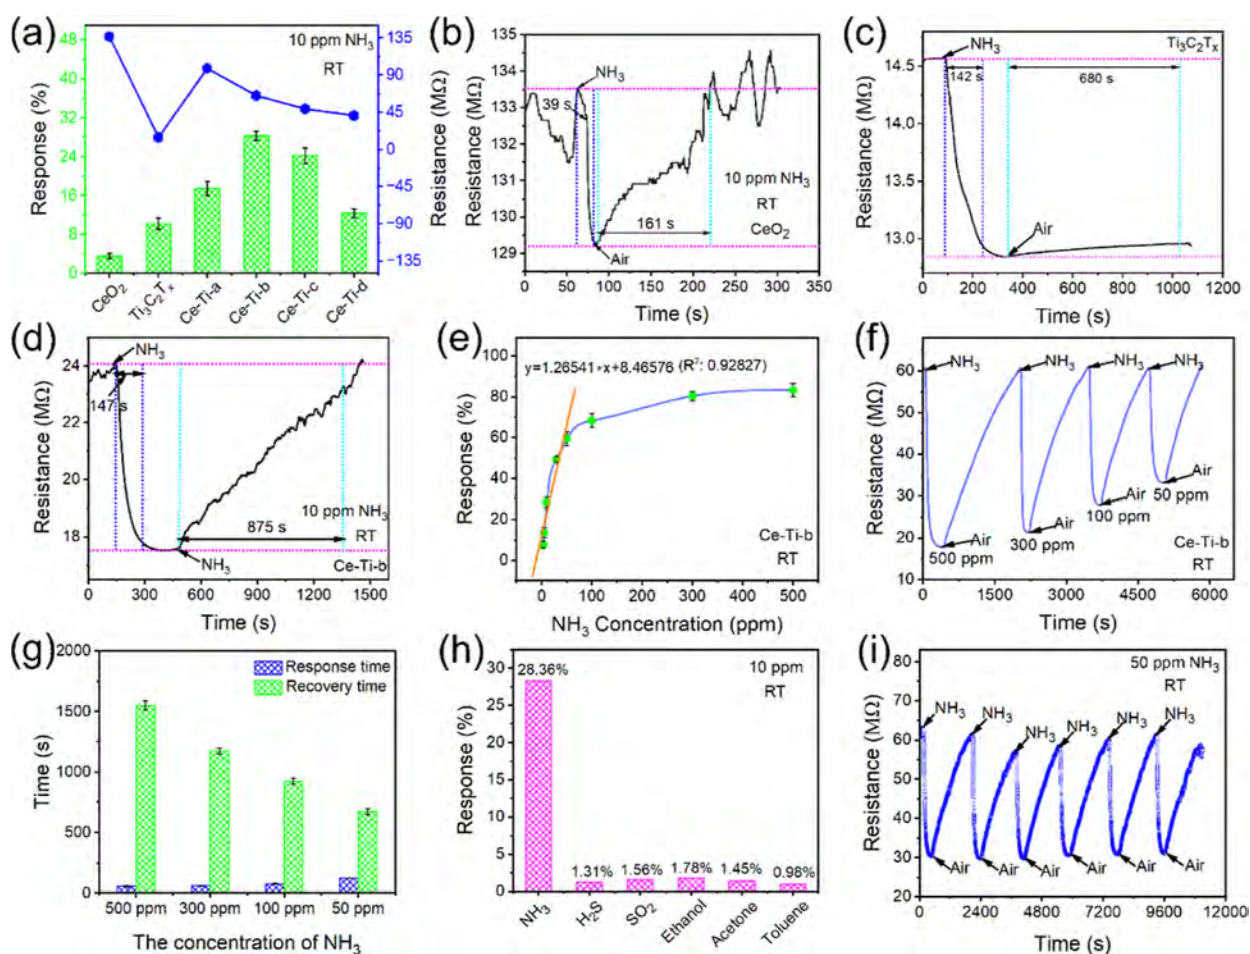 (a)
10 ppm NH3
RT
Response (%)
48
40
32
24
16
8
0
Resistance (MΩ)
135
90
45
0
-45
-90
-135
CeO2
Ti3C2Tx
Ce-Ti-a
Ce-Ti-b
Ce-Ti-c
Ce-Ti-d
(b)
Resistance (MΩ)
135
133
132
131
130
129
NH3
39 s
10 ppm NH3
RT
CeO2
161 s
Air
0 50 100 150 200 250 300 350
Time (s)
(c)
Resistance (MΩ)
14.5
14.0
13.5
13.0
NH3
Ti3C2Tx
142 s
680 s
Air
0 200 400 600 800 1000 1200
Time (s)
(d)
Resistance (MΩ)
24
22
20
18
NH3
147 s
10 ppm NH3
875 s
RT
NH3
Ce-Ti-b
0 300 600 900 1200 1500
Time (s)
(e)
Response (%)
100
80
60
40
20
0
y=1.26541*x+8.46576 (R2: 0.92827)
Ce-Ti-b
RT
0 100 200 300 400 500
NH3 Concentration (ppm)
(f)
Resistance (MΩ)
60
50
40
30
20
10
NH3 NH3 NH3 NH3
Air
50 ppm
Air
100 ppm
Air
300 ppm
Air
500 ppm
Ce-Ti-b
RT
0 1500 3000 4500 6000
Time (s)
(g)
Time (s)
2000
1500
1000
500
0
Response time
Recovery time
500 ppm 300 ppm 100 ppm 50 ppm
The concentration of NH3
(h)
Response (%)
30
25
20
15
10
5
0
28.36%
10 ppm
RT
1.31% 1.56% 1.78% 1.45% 0.98%
NH3
H2S
SO2
Ethanol
Acetone
Toluene
(i)
Resistance (MΩ)
80
70
60
50
40
30
20
50 ppm NH3
RT
NH3 NH3 NH3 NH3 NH3 NH3
Air Air Air Air Air Air
0 2400 4800 7200 9600 12000
Time (s)